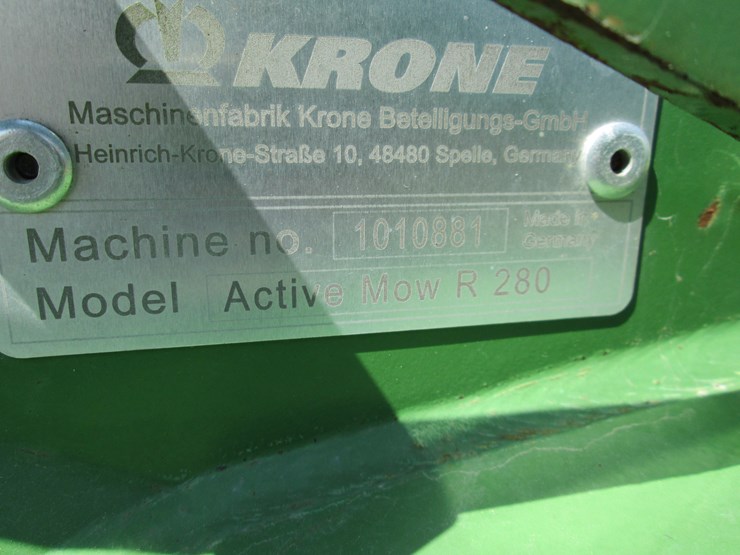 KRONE
Maschinenfabrik Krone Beteiligungs-GmbH
Heinrich-Krone-Straße 10, 48480 Spelle, Germany
Machine no. 1010881 Made in Germany
Model Active Mow R 280